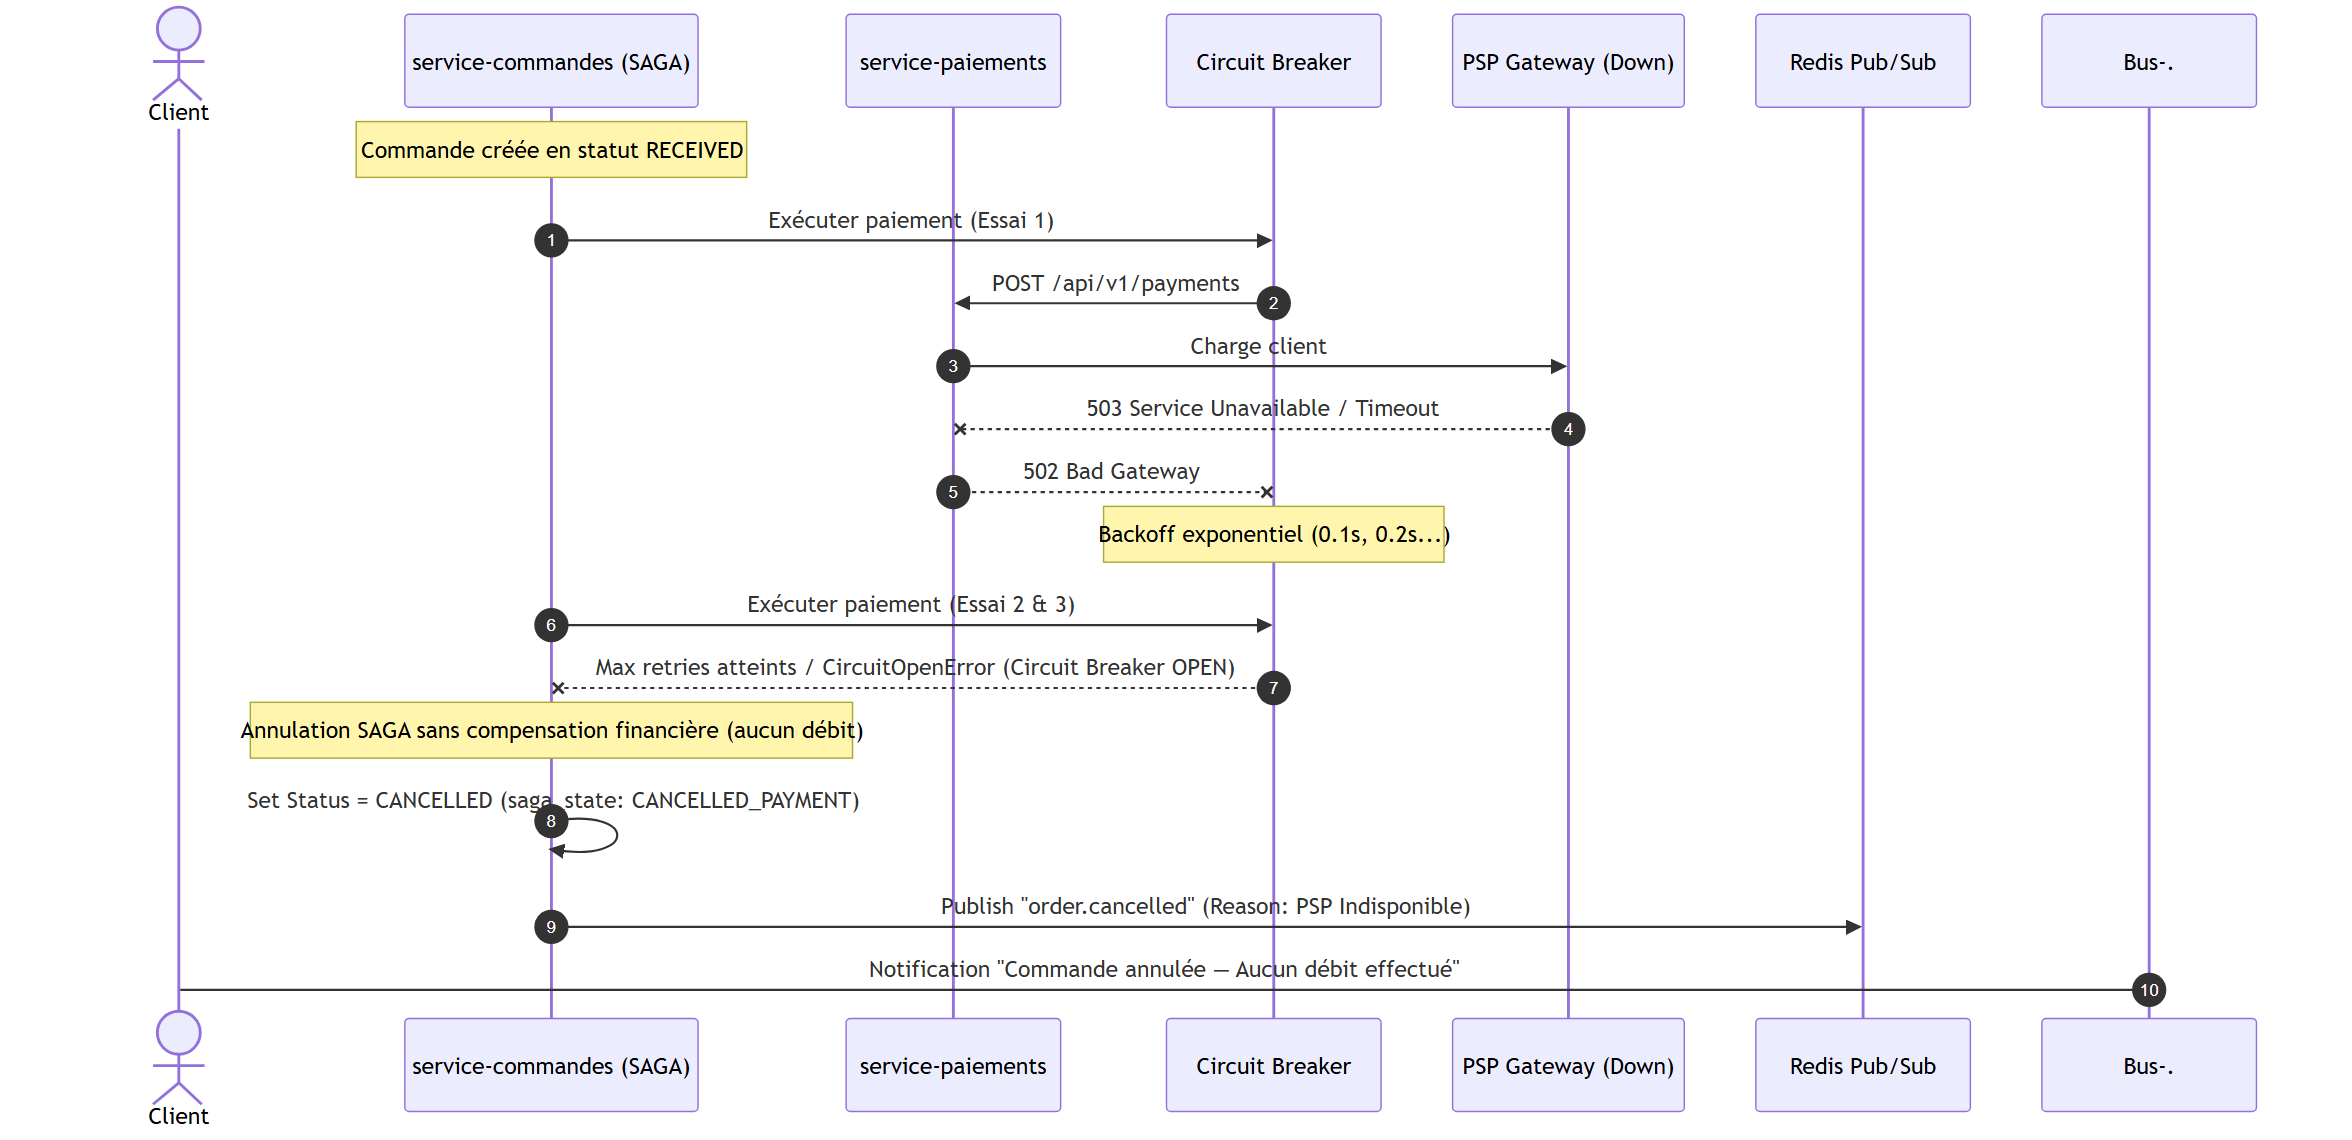 Client
service-commandes (SAGA)
service-paiements
Circuit Breaker
PSP Gateway (Down)
Redis Pub/Sub
Bus-.
Commande créée en statut RECEIVED
Exécuter paiement (Essai 1)
1
POST /api/v1/payments
2
Charge client
3
503 Service Unavailable / Timeout
4
502 Bad Gateway
5
Backoff exponentiel (0.1s, 0.2s...)
Exécuter paiement (Essai 2 & 3)
6
Max retries atteints / CircuitOpenError (Circuit Breaker OPEN)
7
Annulation SAGA sans compensation financière (aucun débit)
Set Status = CANCELLED (saga_state: CANCELLED_PAYMENT)
8
Publish "order.cancelled" (Reason: PSP Indisponible)
9
Notification "Commande annulée — Aucun débit effectué"
10
Client
service-commandes (SAGA)
service-paiements
Circuit Breaker
PSP Gateway (Down)
Redis Pub/Sub
Bus-.